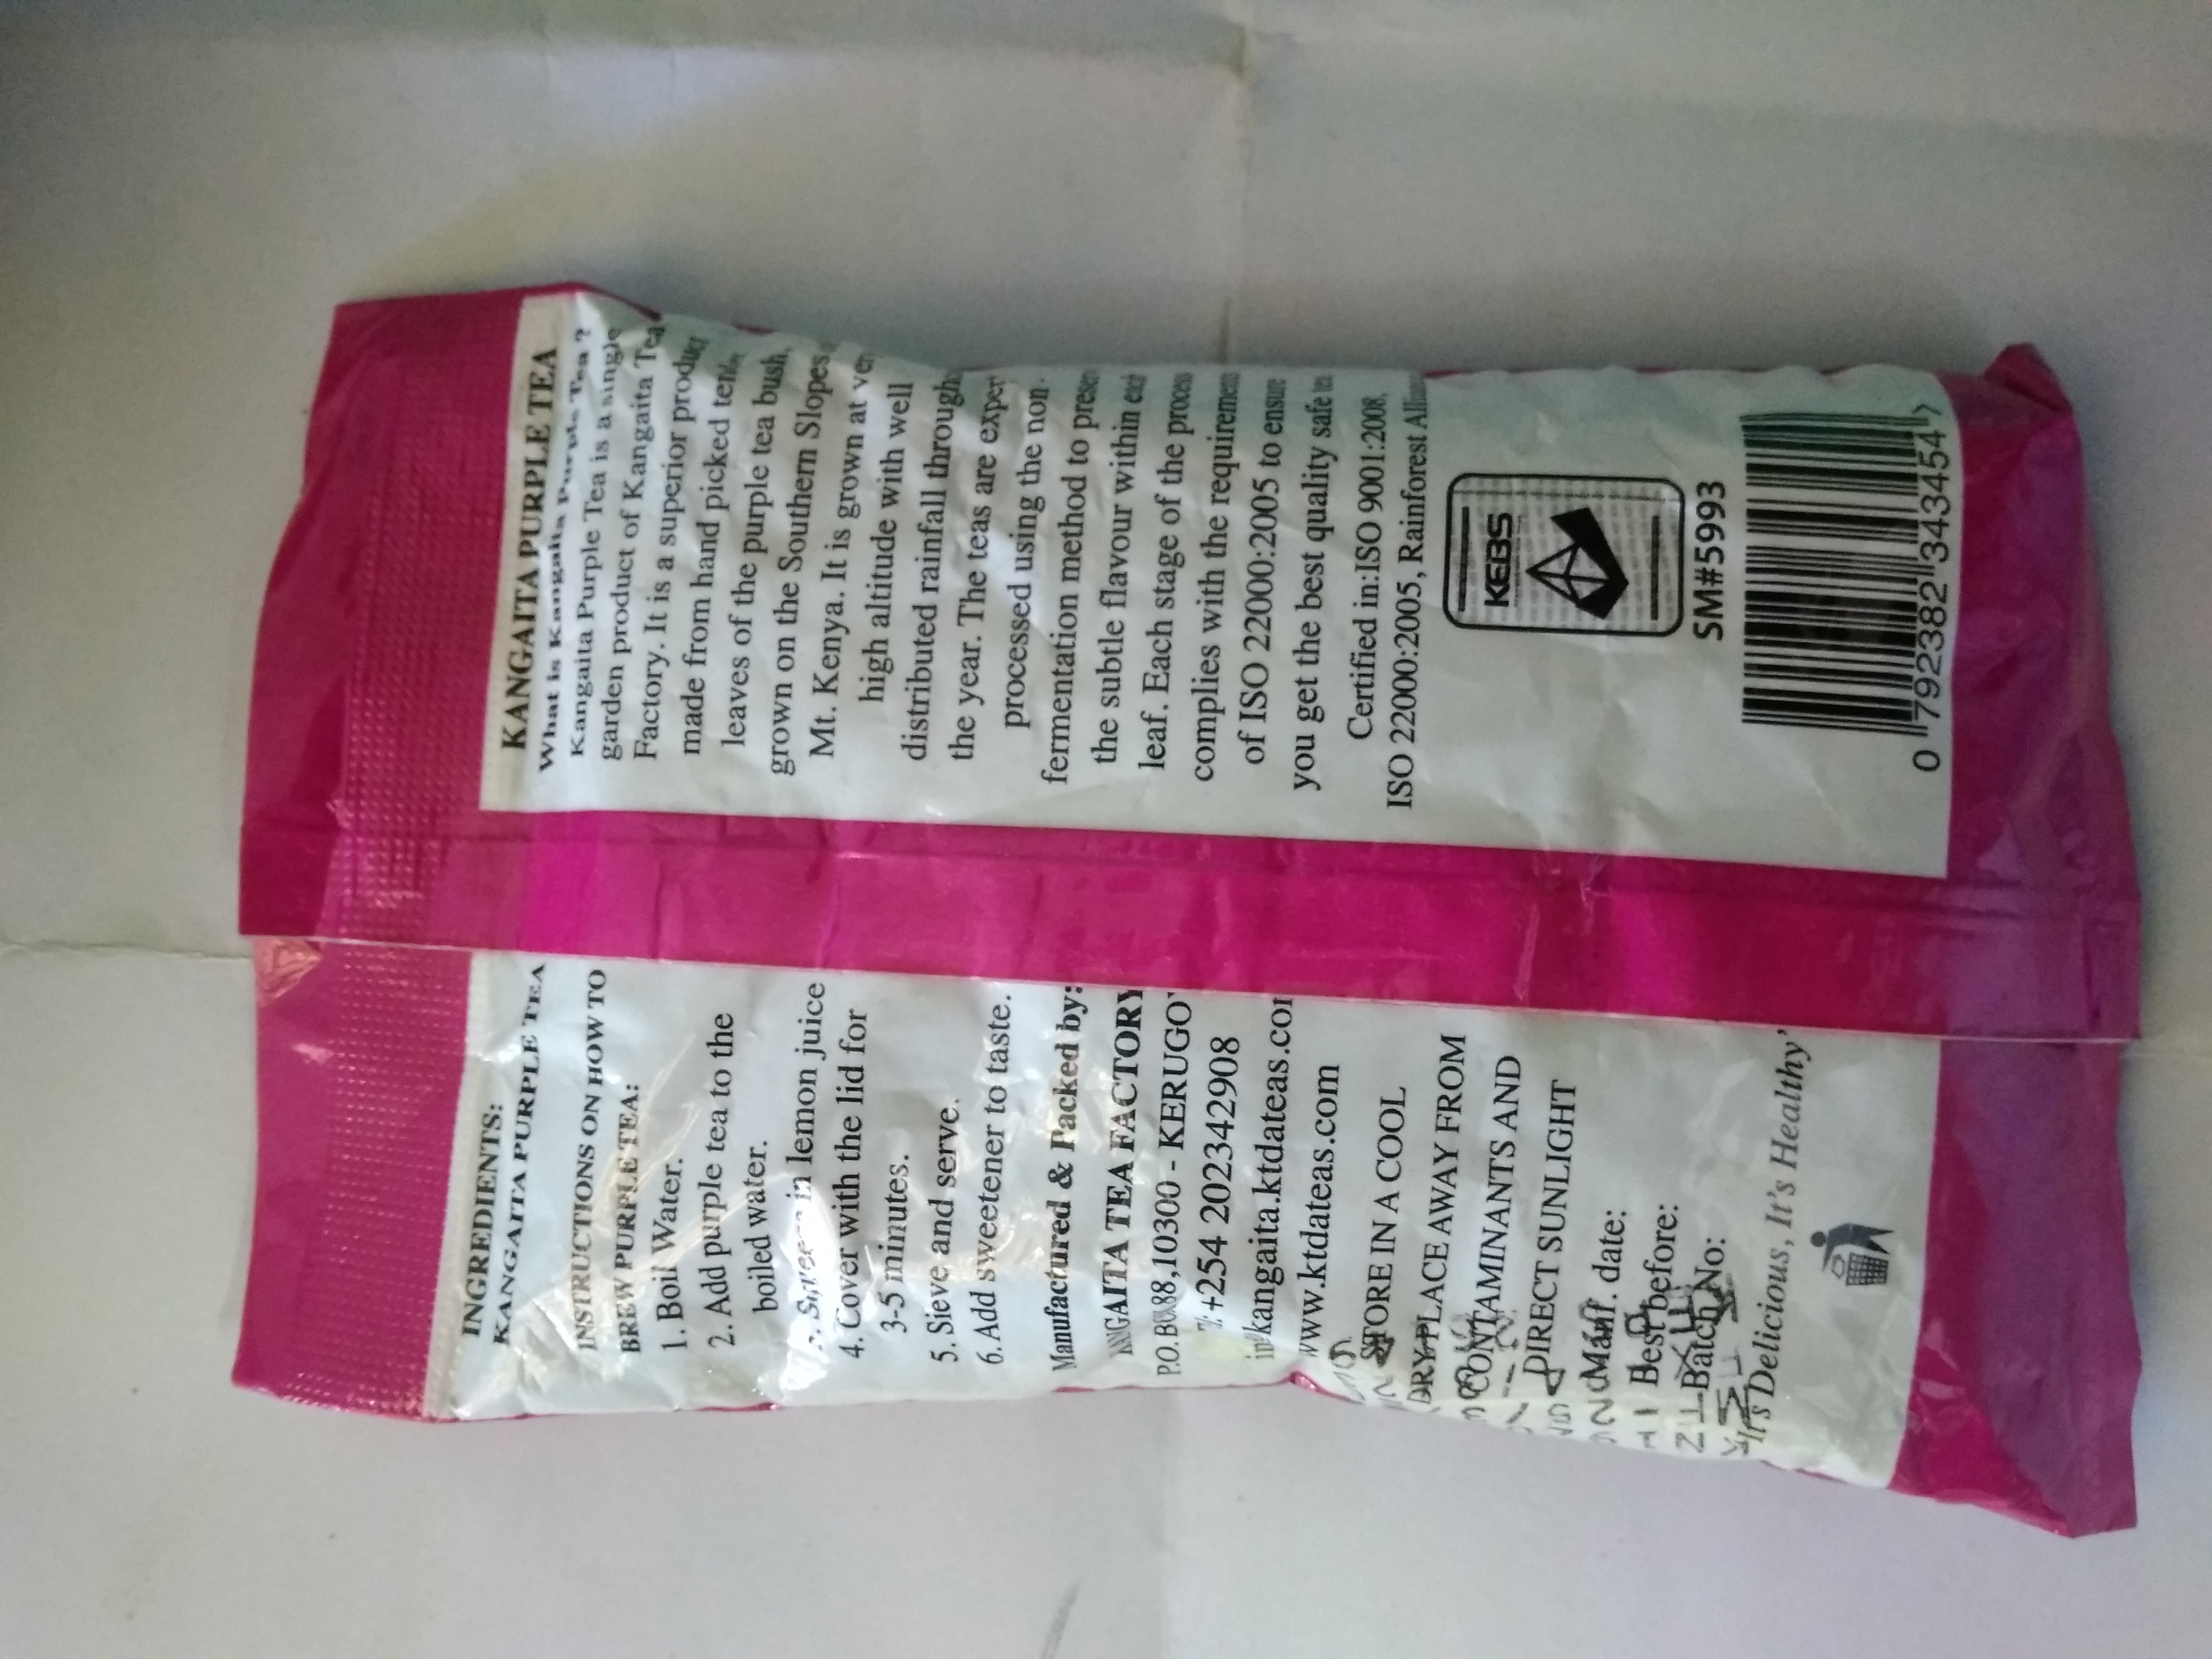 INGREDIENTS:
KANGAITA PURPLE TEA
INSTRUCTIONS ON HOW TO
BREW PURPLE TEA:
1. Boil Water.
2. Add purple tea to the
boiled water.
in lemon juice
4. Cover with the lid for
3-5 minutes.
5. Sieve and serve.
6. Add sweetener to taste.
Manufactured & Packed by:
NGAITA TEA FACTORY
P.O.Box 88,10300 - KERUGO
+254 202342908
kangaita.ktdateas.co
www.ktdateas.com
STORE IN A COOL
DRY PLACE AWAY FROM
CONTAMINANTS AND
DIRECT SUNLIGHT
Manf. date:
Best before:
Batch No:
It's Delicious, It's Healthy'
KANGAITA PURPLE TEA
What is Kangaita Purple Tea ?
Kangaita Purple Tea is a single
garden product of Kangaita Tea
Factory. It is a superior product
made from hand picked
leaves of the purple tea bush,
grown on the Southern Slopes
Mt. Kenya. It is grown at very
high altitude with well
distributed rainfall through
the year. The teas are exper
processed using the non-
fermentation method to prese
the subtle flavour within each
leaf. Each stage of the process
complies with the requirements
of ISO 22000:2005 to ensure
you get the best quality safe tea
Certified in:ISO 9001:2008,
ISO 22000:2005, Rainforest Allian
KEBS
SM#5993
0 792382 343454 >